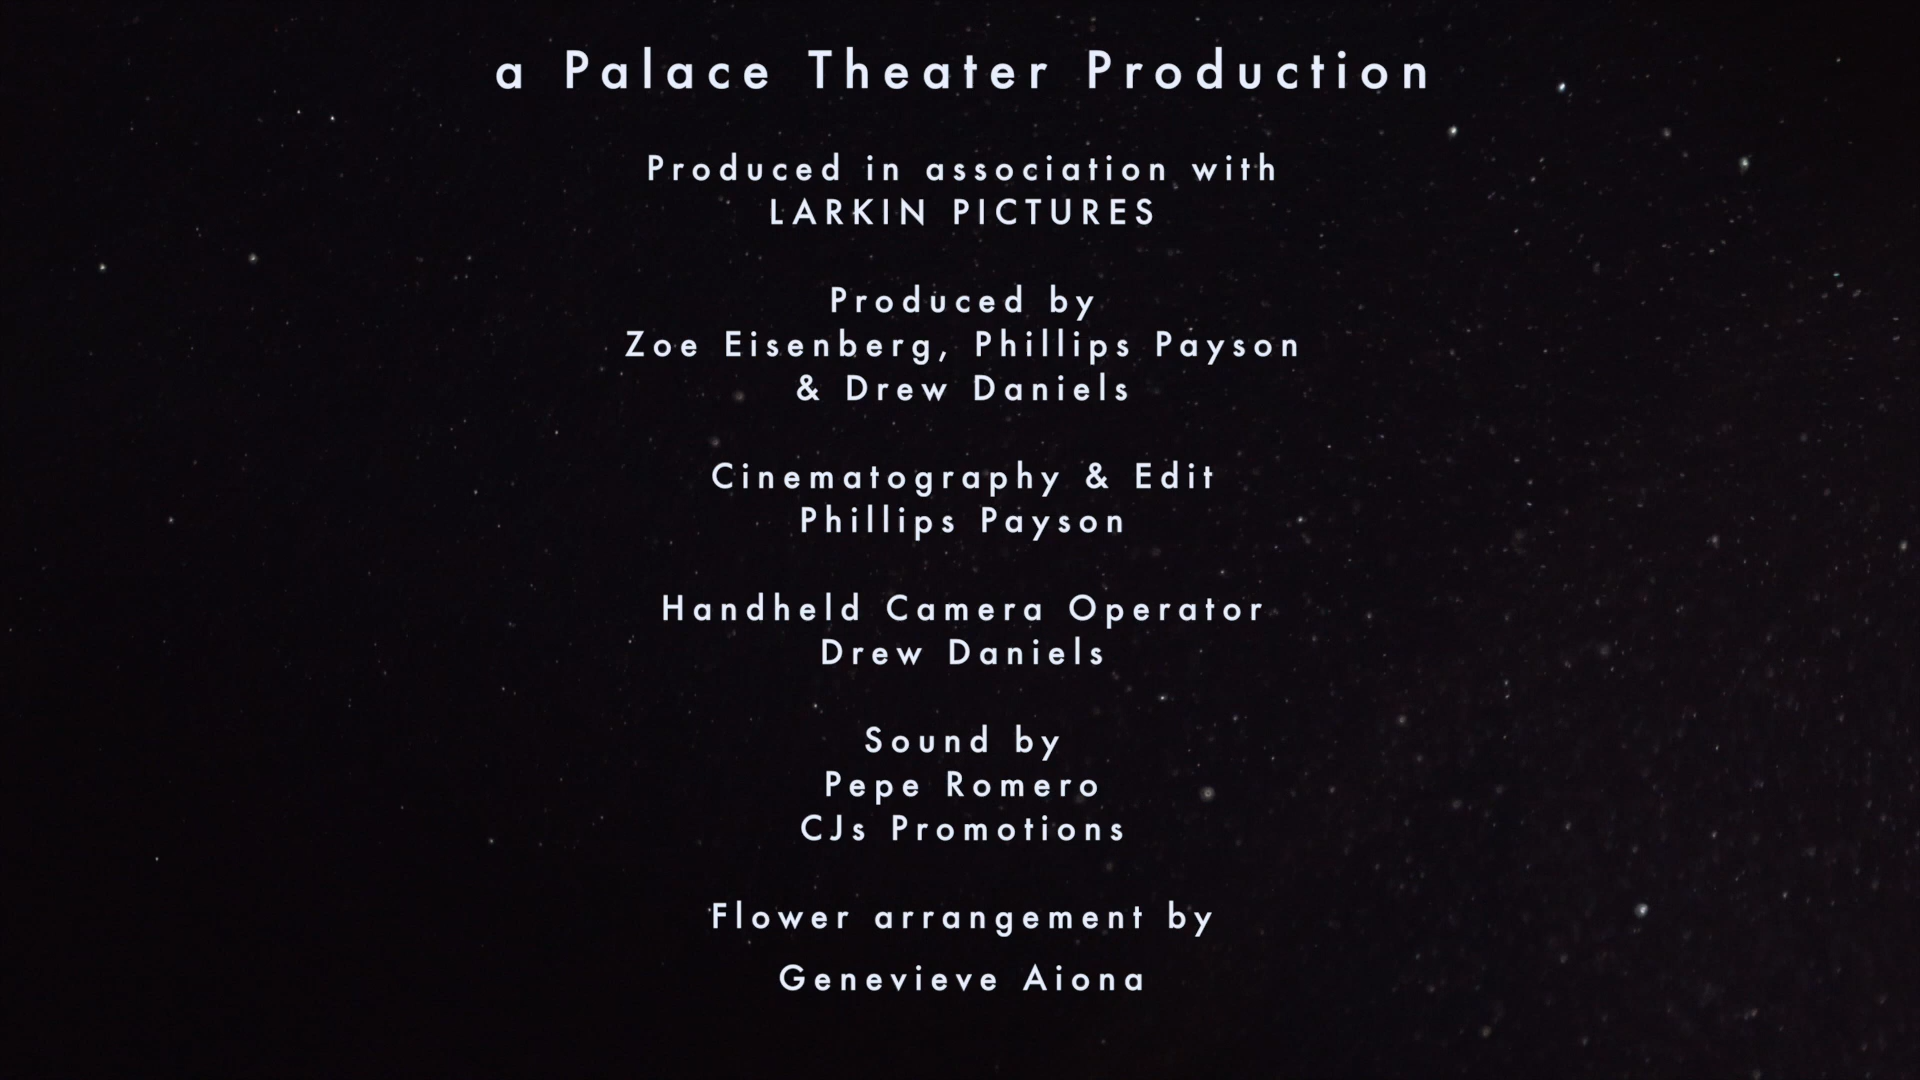 a Palace Theater Production
Produced in association with
LARKIN PICTURES
Produced by
Zoe Eisenberg, Phillips Payson
& Drew Daniels
Cinematography & Edit
Phillips Payson
Handheld Camera Operator
Drew Daniels
Sound by
Pepe Romero
CJs Promotions
Flower arrangement by
Genevieve Aiona